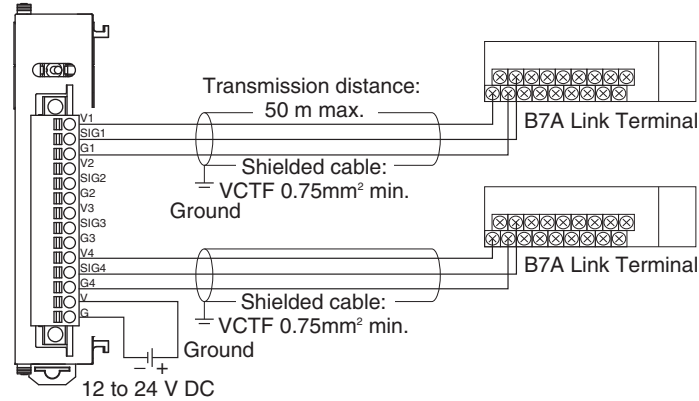 Transmission distance:
50 m max.
B7A Link Terminal
V1
SIG1
G1
V2
SIG2
G2
V3
SIG3
G3
V4
SIG4
G4
V
G
Shielded cable:
VCTF 0.75mm² min.
Ground
B7A Link Terminal
Shielded cable:
VCTF 0.75mm² min.
Ground
– +
12 to 24 V DC